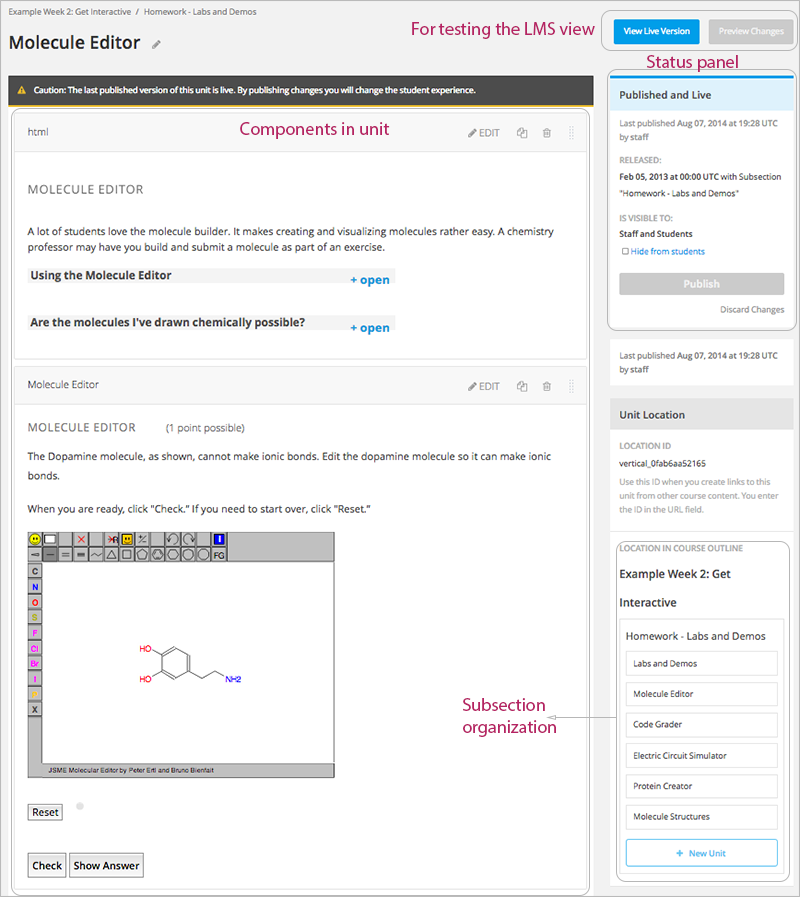 Example Week 2: Get Interactive / Homework - Labs and Demos
Molecule Editor
For testing the LMS view
View Live Version
Preview Changes
Caution: The last published version of this unit is live. By publishing changes you will change the student experience.
Components in unit
html
EDIT
MOLECULE EDITOR
A lot of students love the molecule builder. It makes creating and visualizing molecules rather easy. A chemistry
professor may have you build and submit a molecule as part of an exercise.
Using the Molecule Editor
+ open
Are the molecules I've drawn chemically possible?
+ open
Molecule Editor
EDIT
MOLECULE EDITOR (1 point possible)
The Dopamine molecule, as shown, cannot make ionic bonds. Edit the dopamine molecule so it can make ionic
bonds.
When you are ready, click "Check." If you need to start over, click "Reset."
FG
C
N
O
S
F
Cl
Br
I
P
X
HO
HO
NH2
JSME Molecular Editor by Peter Ertl and Bruno Bienfait
Reset
Check
Show Answer
Status panel
Published and Live
Last published Aug 07, 2014 at 19:28 UTC
by staff
RELEASED:
Feb 05, 2013 at 00:00 UTC with Subsection
"Homework - Labs and Demos"
IS VISIBLE TO:
Staff and Students
Hide from students
Publish
Discard Changes
Last published Aug 07, 2014 at 19:28 UTC
by staff
Unit Location
LOCATION ID
vertical_0fab6aa52165
Use this ID when you create links to this
unit from other course content. You enter
the ID in the URL field.
LOCATION IN COURSE OUTLINE
Example Week 2: Get
Interactive
Homework - Labs and Demos
Labs and Demos
Molecule Editor
Code Grader
Electric Circuit Simulator
Protein Creator
Molecule Structures
+ New Unit
Subsection
organization